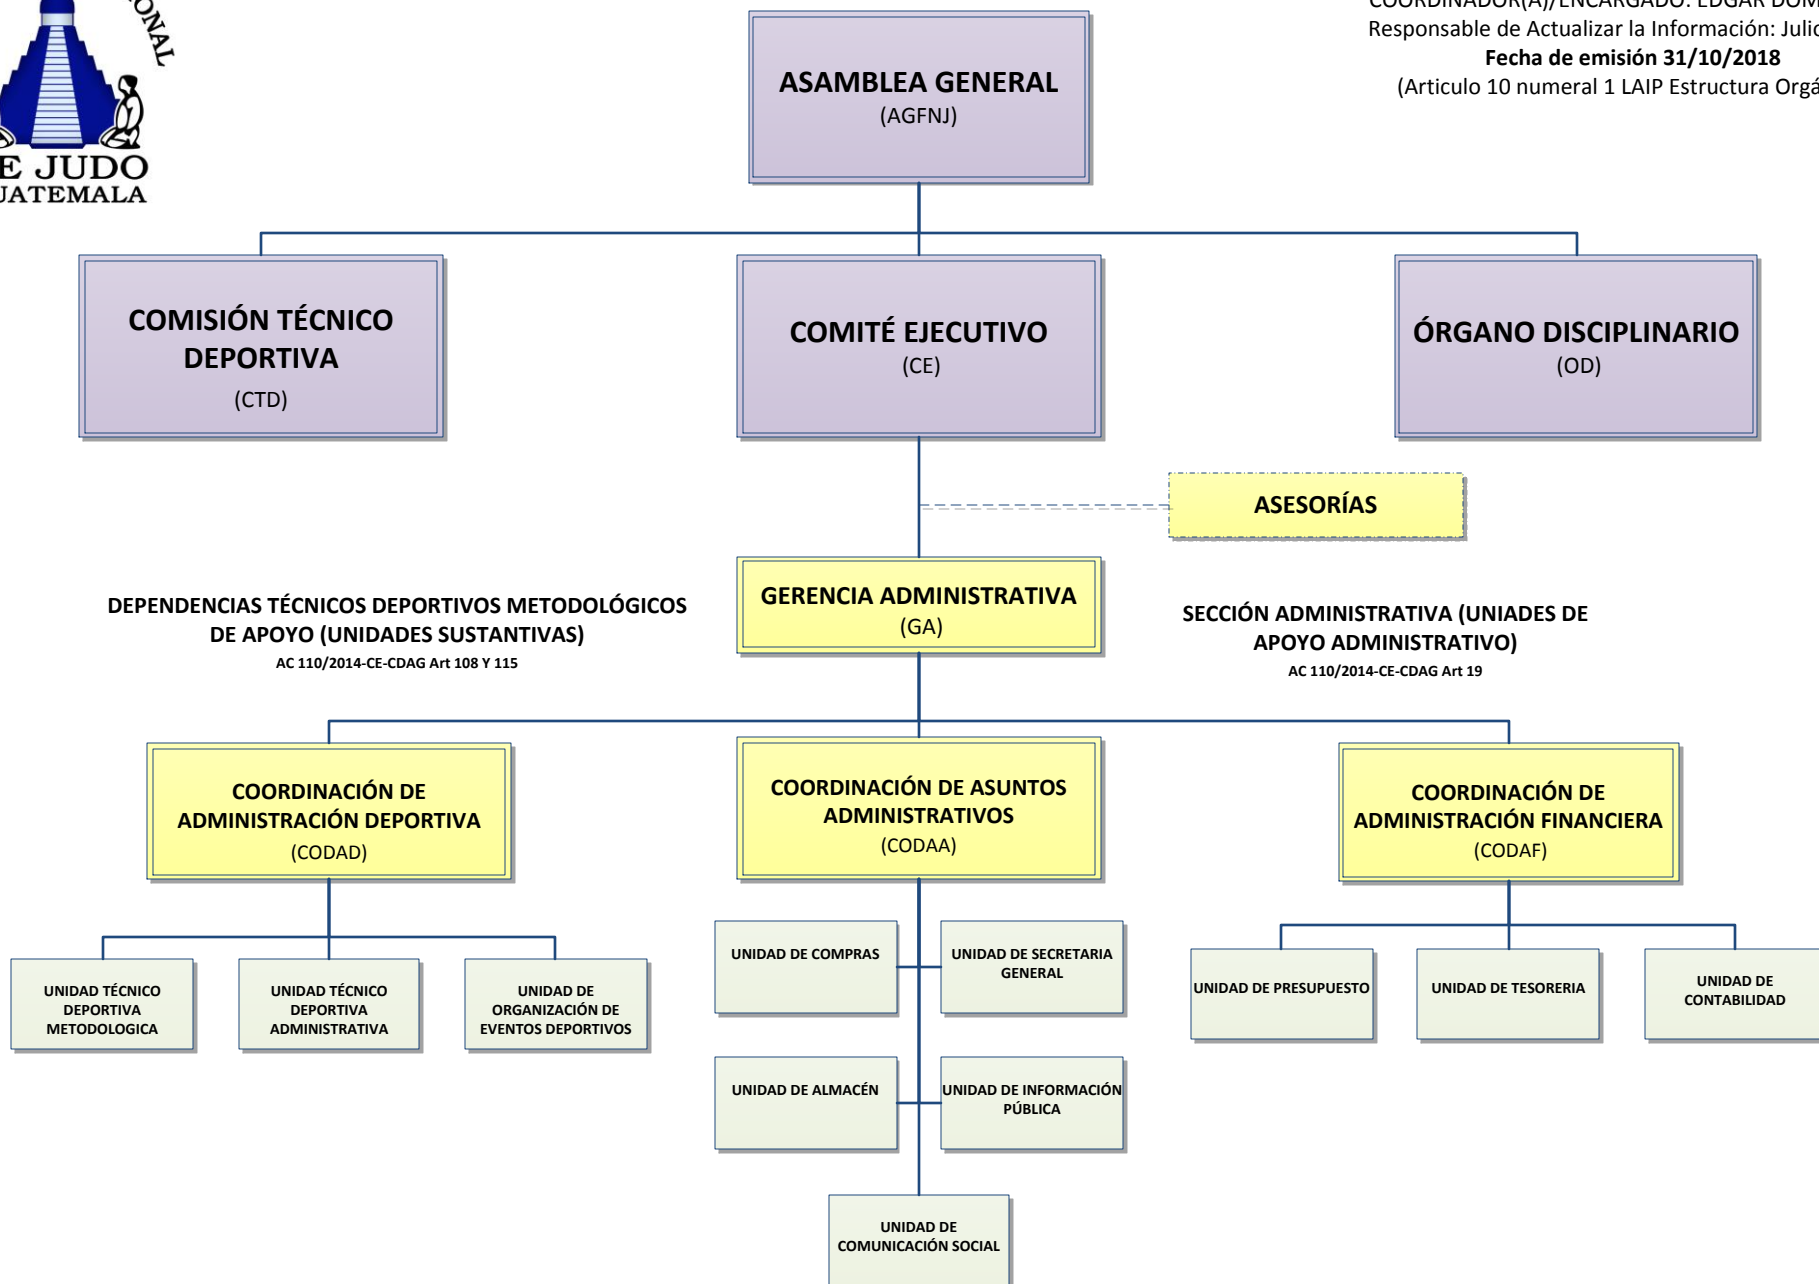 COORDINADOR(A)/ENCARGADO: EDGAR
Responsable de Actualizar la Información:
Fecha de emisión 31/10/2018
(Articulo 10 numeral 1 LAIP Estructura
JUDO
ASAMBLEA GENERAL
(AGFNJ)
COMISIÓN TÉCNICO
DEPORTIVA
(CTD)
COMITÉ EJECUTIVO
(CE)
ÓRGANO DISCIPLINARIO
(OD)
ASESORÍAS
GERENCIA ADMINISTRATIVA
(GA)
DEPENDENCIAS TÉCNICOS DEPORTIVOS METODOLÓGICOS
DE APOYO (UNIDADES SUSTANTIVAS)
AC 110/2014-CE-CDAG Art 108 Y 115
SECCIÓN ADMINISTRATIVA (UNIADES DE
APOYO ADMINISTRATIVO)
AC 110/2014-CE-CDAG Art 19
COORDINACIÓN DE
ADMINISTRACIÓN DEPORTIVA
(CODAD)
COORDINACIÓN DE ASUNTOS
ADMINISTRATIVOS
(CODAA)
COORDINACIÓN DE
ADMINISTRACIÓN FINANCIERA
(CODAF)
UNIDAD TÉCNICO
DEPORTIVA
METODOLOGICA
UNIDAD TÉCNICO
DEPORTIVA
ADMINISTRATIVA
UNIDAD DE
ORGANIZACIÓN DE
EVENTOS DEPORTIVOS
UNIDAD DE COMPRAS
UNIDAD DE SECRETARIA
GENERAL
UNIDAD DE PRESUPUESTO
UNIDAD DE TESORERIA
UNIDAD DE
CONTABILIDAD
UNIDAD DE ALMACÉN
UNIDAD DE INFORMACIÓN
PÚBLICA
UNIDAD DE
COMUNICACIÓN SOCIAL